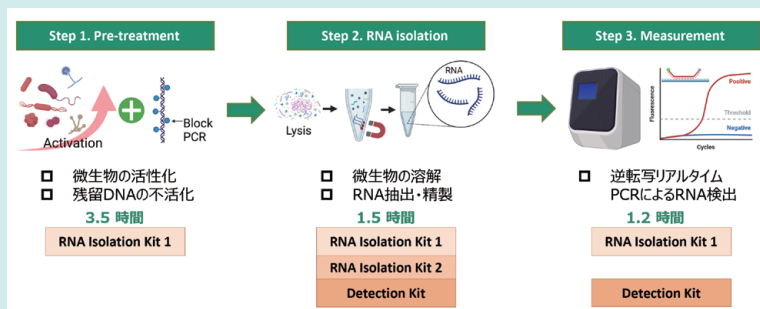 Step 1. Pre-treatment
Activation
Block
PCR
□ 微生物の活性化
□ 残留DNAの不活化
3.5 時間
RNA Isolation Kit 1
Step 2. RNA isolation
RNA
Lysis
□ 微生物の溶解
□ RNA抽出・精製
1.5 時間
RNA Isolation Kit 1
RNA Isolation Kit 2
Detection Kit
Step 3. Measurement
Fluorescence
Positive
Threshold
Negative
Cycles
□ 逆転写リアルタイム
PCRによるRNA検出
1.2 時間
RNA Isolation Kit 1
Detection Kit